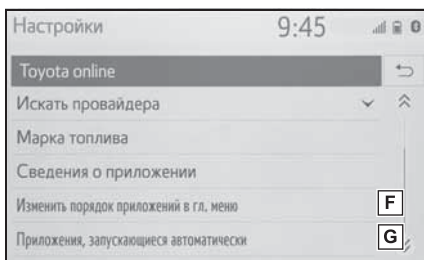 Настройки 9:45
Toyota online
Искать провайдера
Марка топлива
Сведения о приложении
Изменить порядок приложений в гл. меню F
Приложения, запускающиеся автоматически G